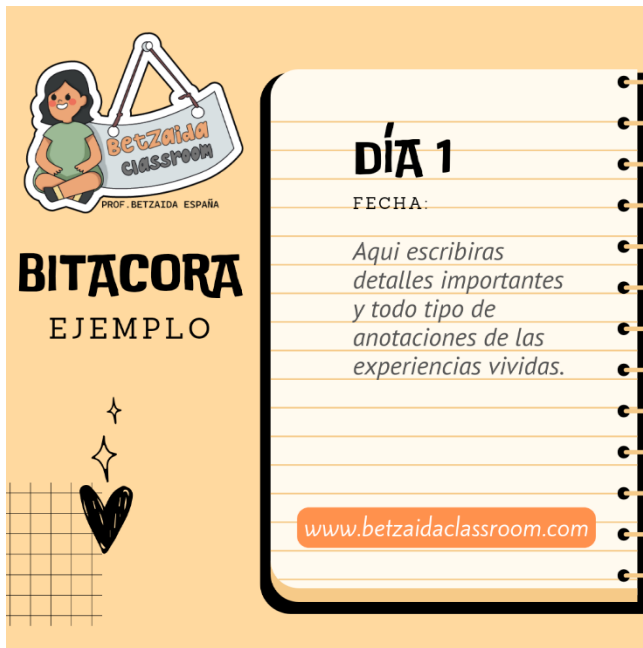 Betzaida
classroom
PROF. BETZAIDA ESPAÑA
BITACORA
EJEMPLO
DÍA 1
FECHA:
Aqui escribiras
detalles importantes
y todo tipo de
anotaciones de las
experiencias vividas.
www.betzaidaclassroom.com